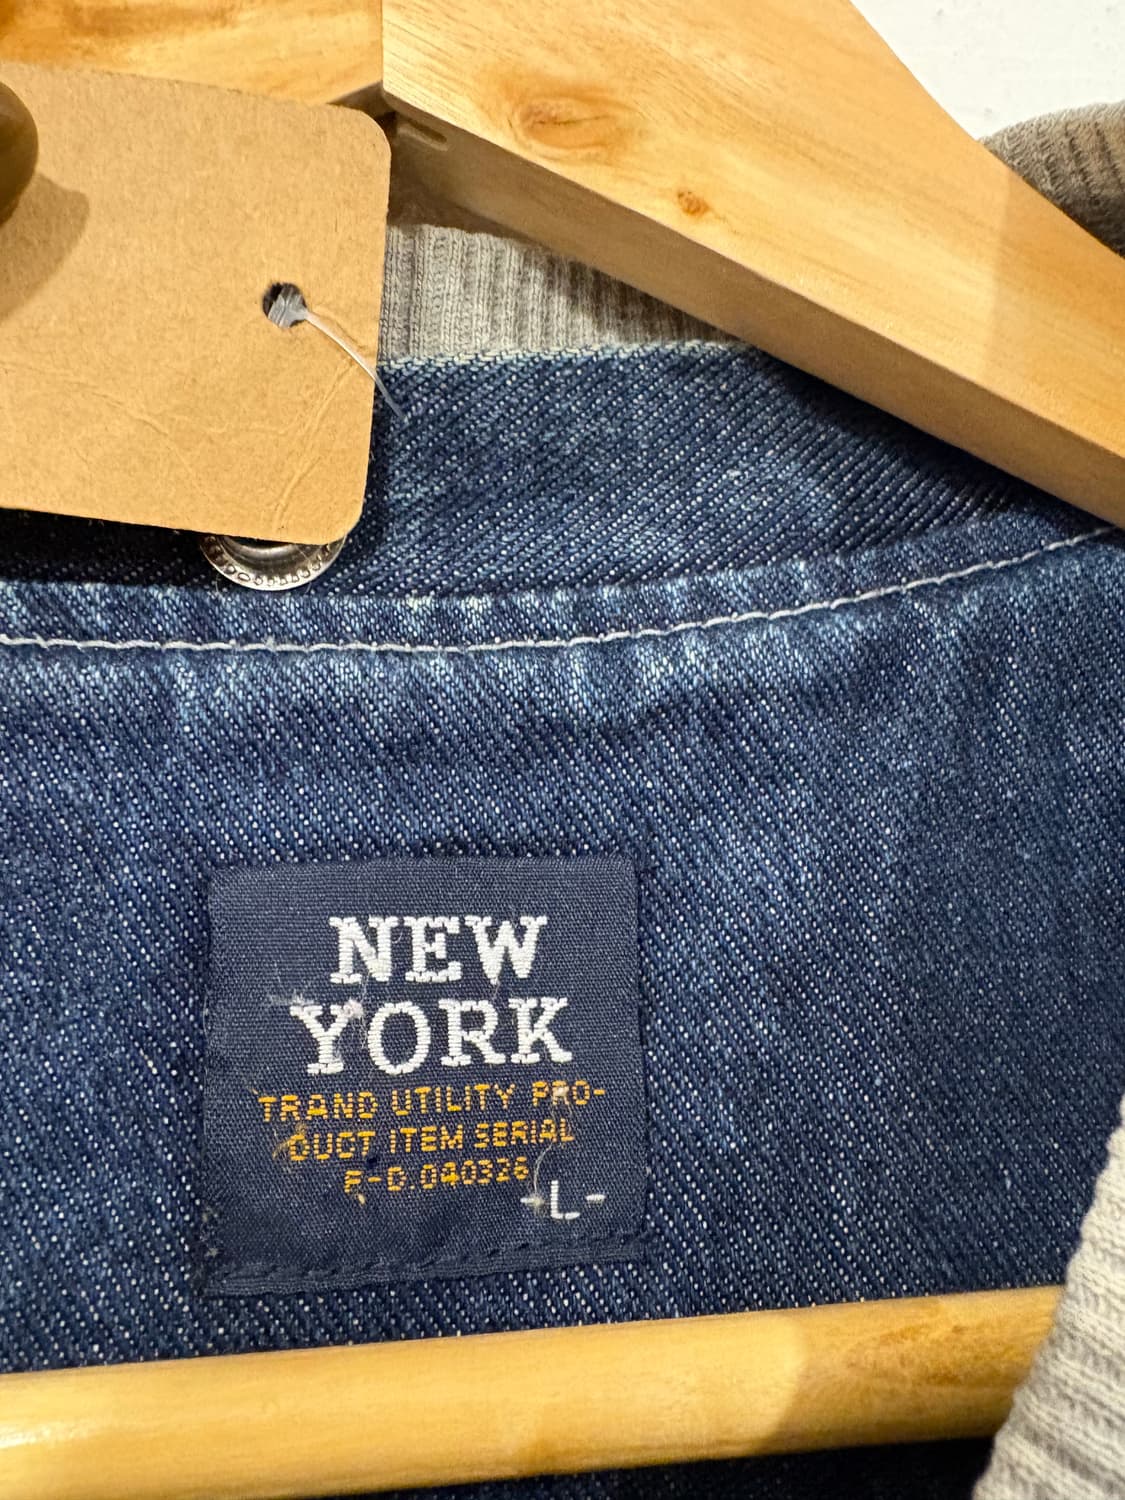 NEW
YORK
TRAND UTILITY PRO-
DUCT ITEM SERIAL
F-D.040326
-L-